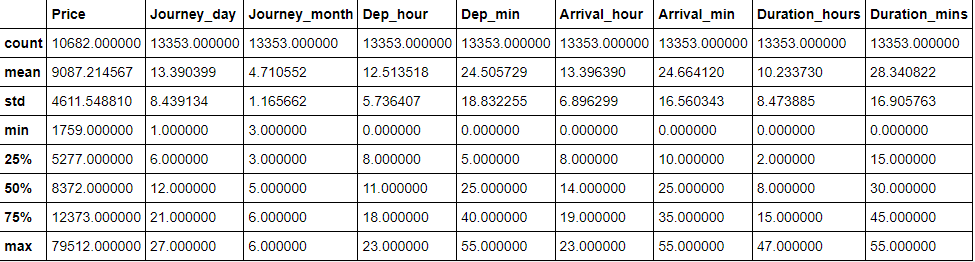 Price Journey_day Journey_month Dep_hour Dep_min Arrival_hour Arrival_min Duration_hours Duration_mins
count 10682.000000 13353.000000 13353.000000 13353.000000 13353.000000 13353.000000 13353.000000 13353.000000 13353.000000
mean 9087.214567 13.390399 4.710552 12.513518 24.505729 13.396390 24.664120 10.233730 28.340822
std 4611.548810 8.439134 1.165662 5.736407 18.832255 6.896299 16.560343 8.473885 16.905763
min 1759.000000 1.000000 3.000000 0.000000 0.000000 0.000000 0.000000 0.000000 0.000000
25% 5277.000000 6.000000 3.000000 8.000000 5.000000 8.000000 10.000000 2.000000 15.000000
50% 8372.000000 12.000000 5.000000 11.000000 25.000000 14.000000 25.000000 8.000000 30.000000
75% 12373.000000 21.000000 6.000000 18.000000 40.000000 19.000000 35.000000 15.000000 45.000000
max 79512.000000 27.000000 6.000000 23.000000 55.000000 23.000000 55.000000 47.000000 55.000000